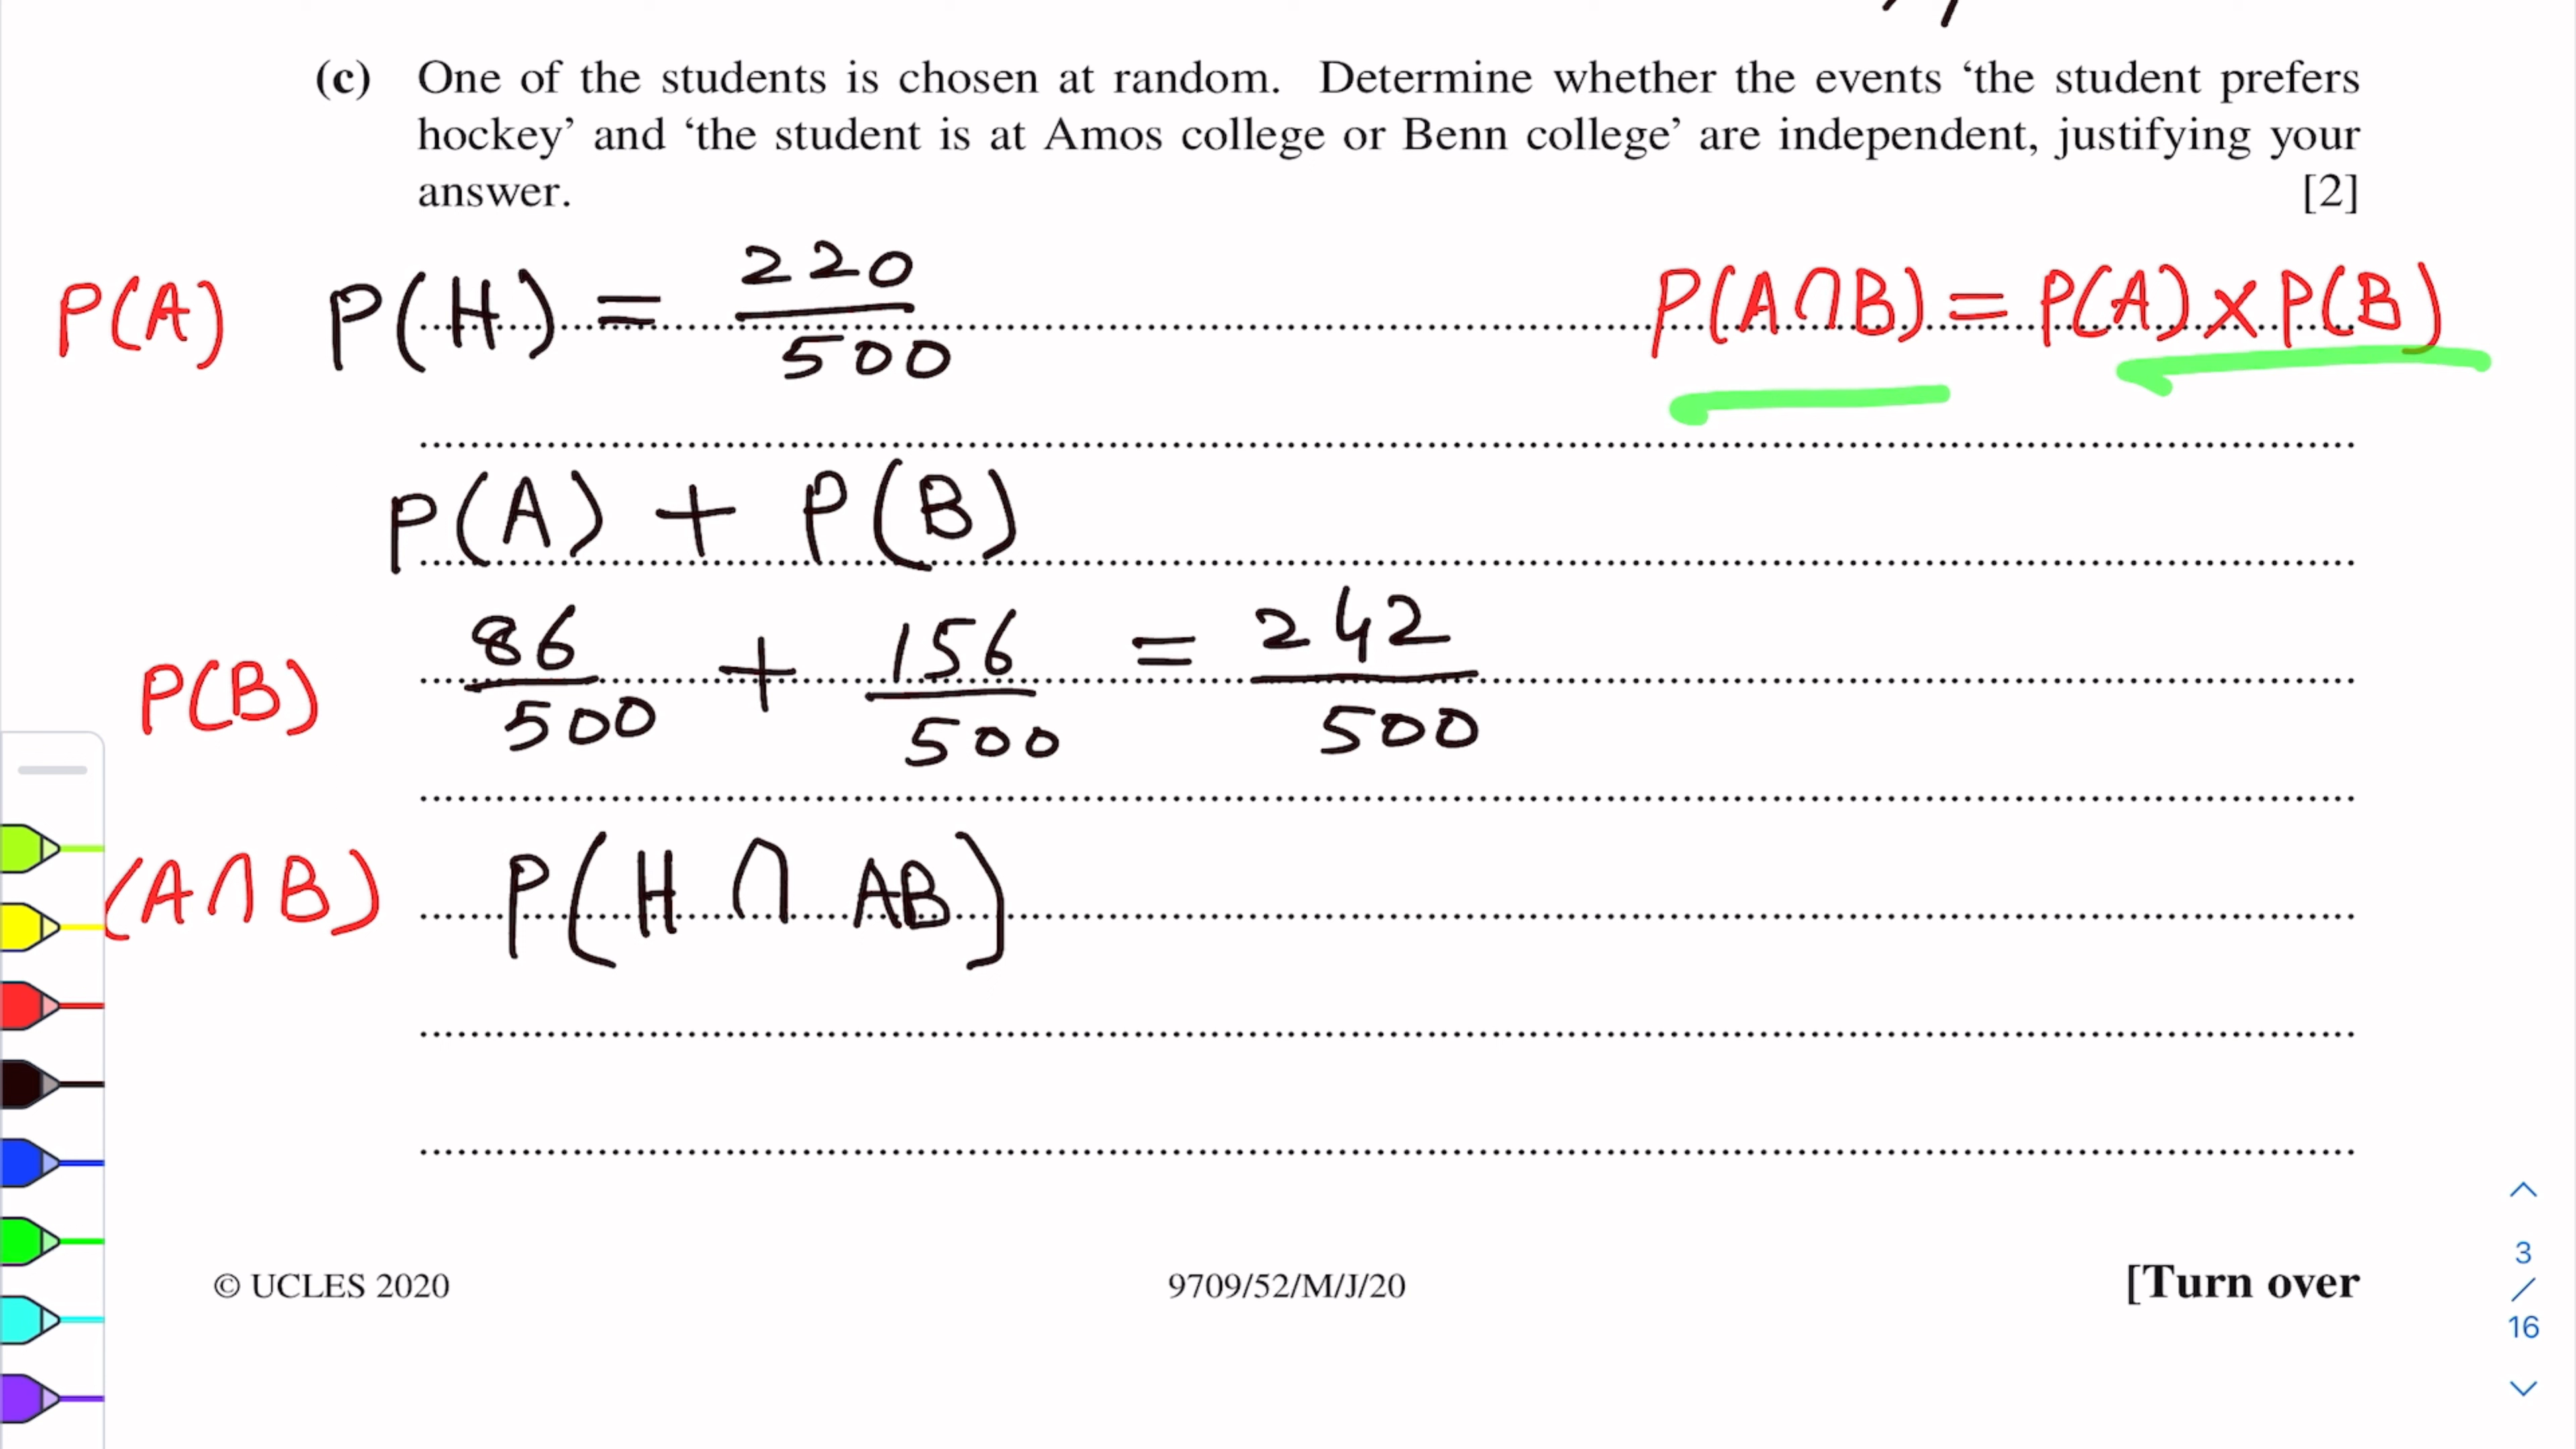 (c) One of the students is chosen at random. Determine whether the events ‘the student prefers
hockey’ and ‘the student is at Amos college or Benn college’ are independent, justifying your
answer. [2]
P(A) P(H) = 220/500 P(A∩B) = P(A) × P(B)
P(A) + P(B)
P(B) 86/500 + 156/500 = 242/500
(A∩B) P(H ∩ AB)
© UCLES 2020 9709/52/M/J/20 [Turn over
3
/
16